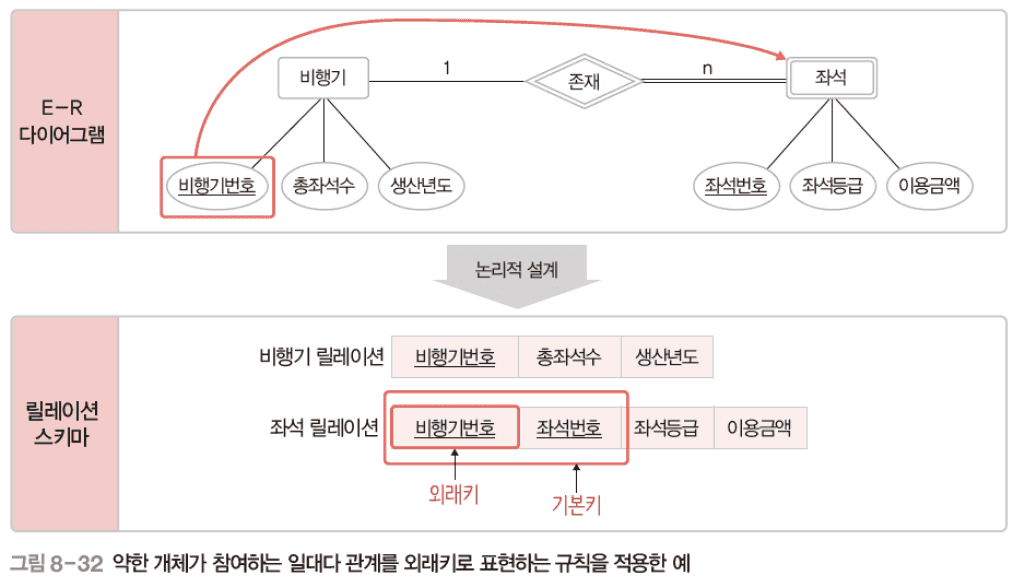 E-R
다이어그램
비행기
1
존재
n
좌석
비행기번호
총좌석수
생산년도
좌석번호
좌석등급
이용금액
논리적 설계
릴레이션
스키마
비행기 릴레이션
비행기번호
총좌석수
생산년도
좌석 릴레이션
비행기번호
좌석번호
좌석등급
이용금액
외래키
기본키
그림 8-32 약한 개체가 참여하는 일대다 관계를 외래키로 표현하는 규칙을 적용한 예